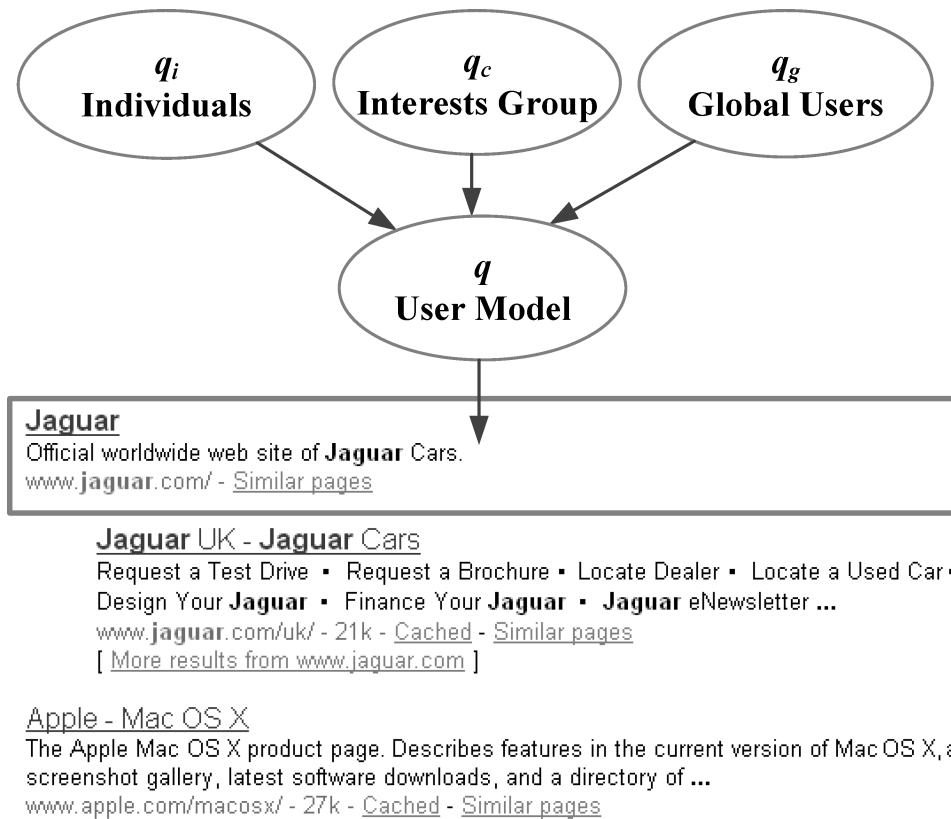 qi
Individuals
qc
Interests Group
qg
Global Users
q
User Model
Jaguar
Official worldwide web site of Jaguar Cars.
www.jaguar.com/ - Similar pages
Jaguar UK - Jaguar Cars
Request a Test Drive ▪ Request a Brochure ▪ Locate Dealer ▪ Locate a Used Car ▪
Design Your Jaguar ▪ Finance Your Jaguar ▪ Jaguar eNewsletter ...
www.jaguar.com/uk/ - 21k - Cached - Similar pages
[ More results from www.jaguar.com ]
Apple - Mac OS X
The Apple Mac OS X product page. Describes features in the current version of Mac OS X,
screenshot gallery, latest software downloads, and a directory of ...
www.apple.com/macosx/ - 27k - Cached - Similar pages